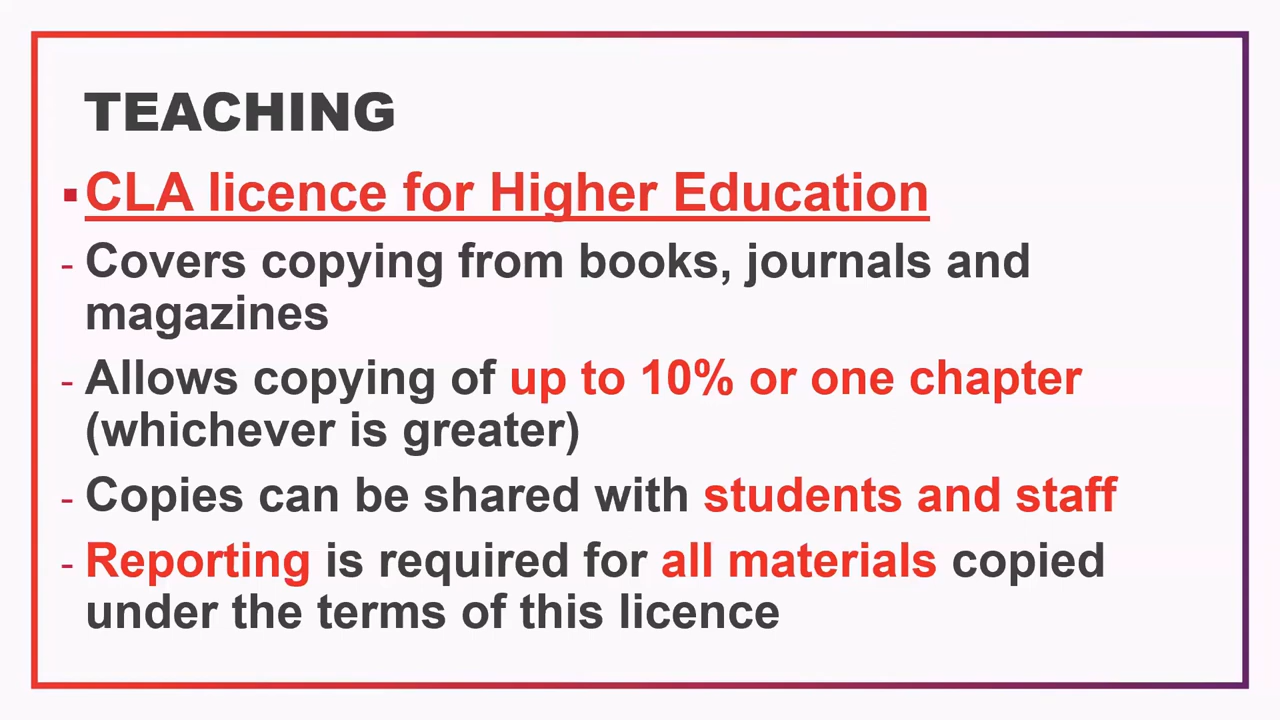 TEACHING
▪CLA licence for Higher Education
- Covers copying from books, journals and
magazines
- Allows copying of up to 10% or one chapter
(whichever is greater)
- Copies can be shared with students and staff
- Reporting is required for all materials copied
under the terms of this licence